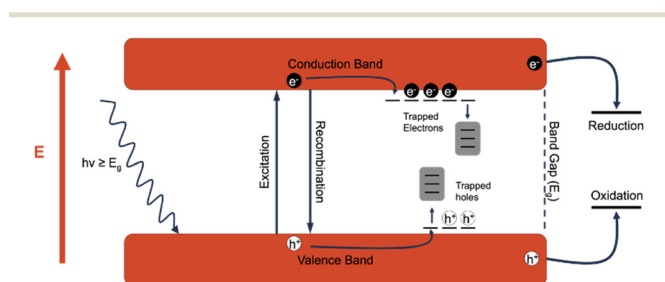 Conduction Band
e-
e-
e- e- e-
E
hν ≥ Eg
Excitation
Recombination
Trapped
Electrons
Band Gap (Eg)
Reduction
Trapped
holes
Oxidation
h+ h+
h+
Valence Band
h+